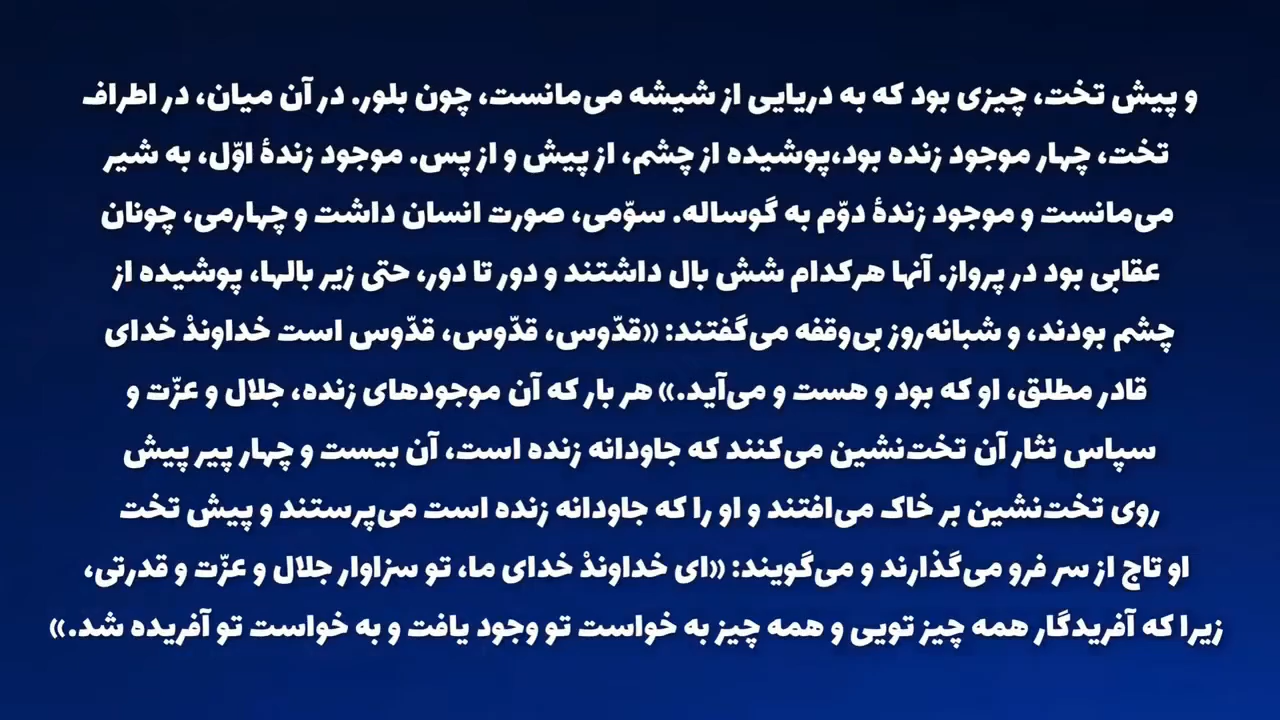 و پیش تخت، چیزی بود که به دریایی از شیشه می‌مانست، چون بلور. در آن میان، در اطراف
تخت، چهار موجود زنده بود،پوشیده از چشم، از پیش و از پس. موجود زندهٔ اوّل، به شیر
می‌مانست و موجود زندهٔ دوّم به گوساله. سوّمی، صورت انسان داشت و چهارمی، چونان
عقابی بود در پرواز. آنها هرکدام شش بال داشتند و دور تا دور، حتی زیر بالها، پوشیده از
چشم بودند، و شبانه‌روز بی‌وقفه می‌گفتند: «قدّوس، قدّوس، قدّوس است خداوندْ خدای
قادر مطلق، او که بود و هست و می‌آید.» هر بار که آن موجودهای زنده، جلال و عزّت و
سپاس نثار آن تخت‌نشین می‌کنند که جاودانه زنده است، آن بیست و چهار پیر پیش
روی تخت‌نشین بر خاک می‌افتند و او را که جاودانه زنده است می‌پرستند و پیش تخت
او تاج از سر فرو می‌گذارند و می‌گویند: «ای خداوندْ خدای ما، تو سزاوار جلال و عزّت و قدرتی،
زیرا که آفریدگار همه چیز تویی و همه چیز به خواست تو وجود یافت و به خواست تو آفریده شد.»